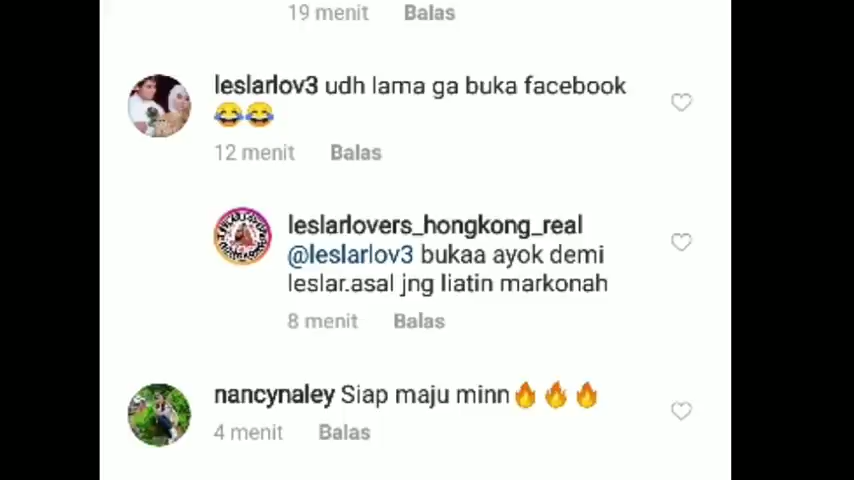 19 menit Balas
leslarlov3 udh lama ga buka facebook
😂😂
12 menit Balas
leslarlovers_hongkong_real
@leslarlov3 bukaa ayok demi
leslar.asal jng liatin markonah
8 menit Balas
nancynaley Siap maju minn🔥🔥🔥
4 menit Balas